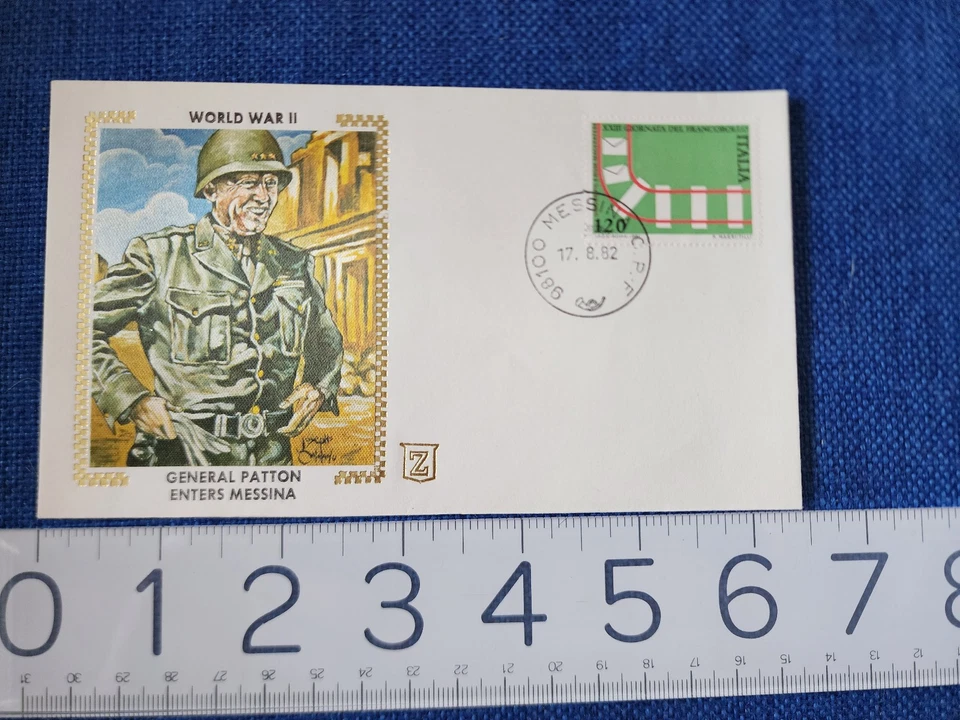 WORLD WAR II
GENERAL PATTON
ENTERS MESSINA
Z
XXIII GIORNATA DEL FRANCOBOLLO
ITALIA
120
98100 MESSINA C.P.-F
17. 8.82
0 1 2 3 4 5 6 7 8
31 30 29 28 27 26 25 24 23 22 21 20 19 18 17 16 15 14 13 12 11